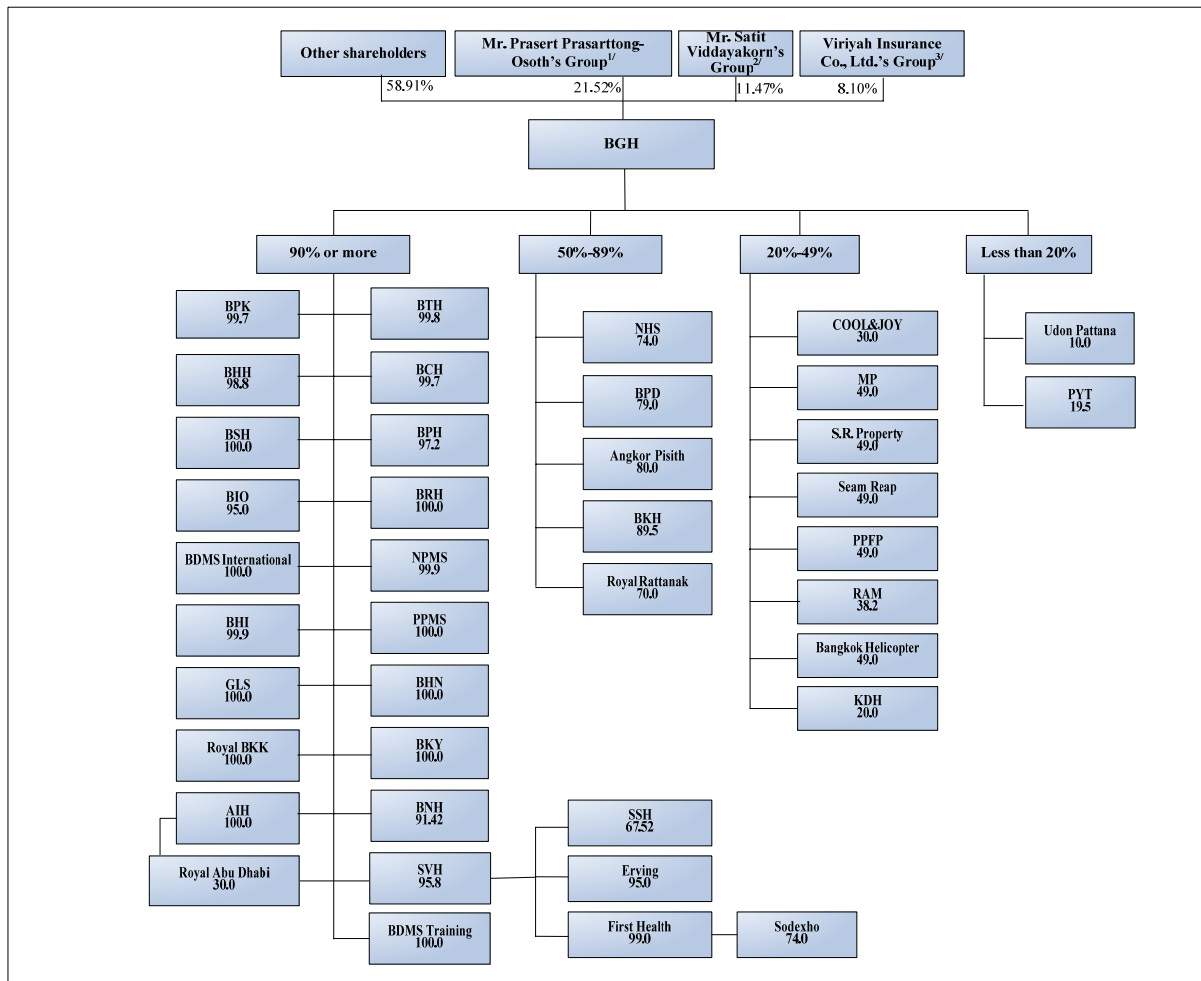 Other shareholders
Mr. Prasert Prasarttong-
Osoth's Group1/
Mr. Satit
Viddayakorn's
Group2/
Viriyah Insurance
Co., Ltd.'s Group3/
58.91%
21.52%
11.47%
8.10%
BGH
90% or more
50%-89%
20%-49%
Less than 20%
BPK
99.7
BTH
99.8
BHH
98.8
BCH
99.7
BSH
100.0
BPH
97.2
BIO
95.0
BRH
100.0
BDMS International
100.0
NPMS
99.9
BHI
99.9
PPMS
100.0
GLS
100.0
BHN
100.0
Royal BKK
100.0
BKY
100.0
AIH
100.0
BNH
91.42
Royal Abu Dhabi
30.0
SVH
95.8
BDMS Training
100.0
SSH
67.52
Erving
95.0
First Health
99.0
Sodexho
74.0
NHS
74.0
BPD
79.0
Angkor Pisith
80.0
BKH
89.5
Royal Rattanak
70.0
COOL&JOY
30.0
MP
49.0
S.R. Property
49.0
Seam Reap
49.0
PPFP
49.0
RAM
38.2
Bangkok Helicopter
49.0
KDH
20.0
Udon Pattana
10.0
PYT
19.5